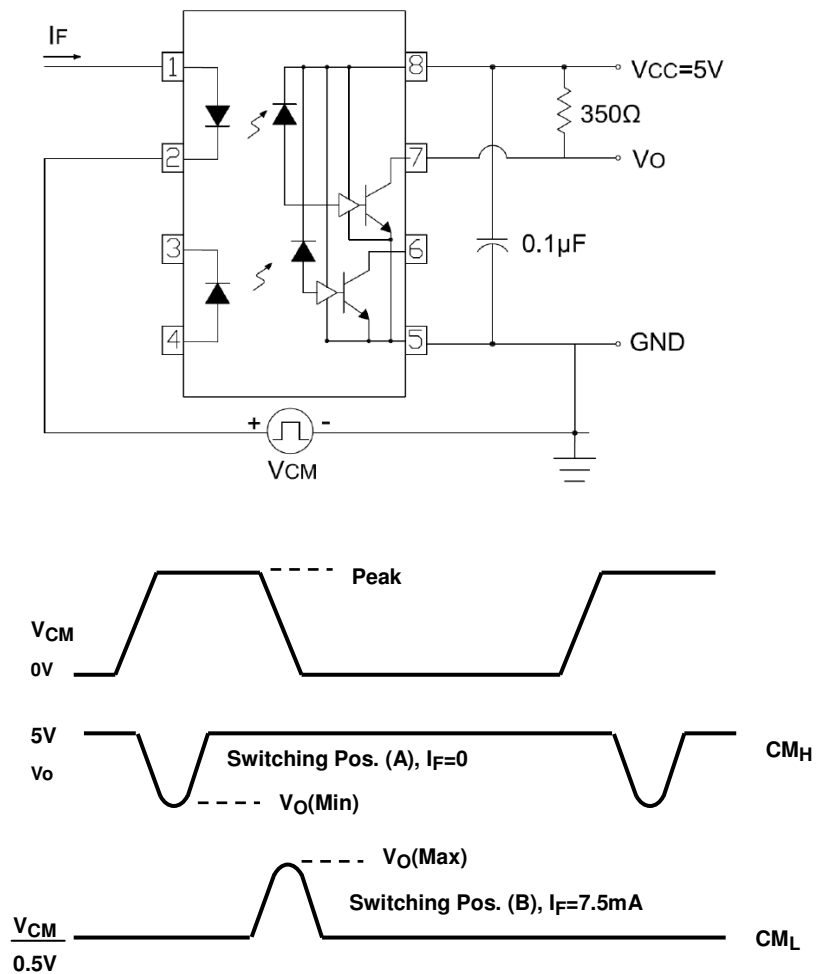 IF
1
8
VCC=5V
350Ω
2
7
VO
3
6
0.1µF
4
5
GND
+ -
VCM
Peak
VCM
0V
5V
Vo
Switching Pos. (A), IF=0
CMH
VO(Min)
VO(Max)
Switching Pos. (B), IF=7.5mA
VCM
0.5V
CML